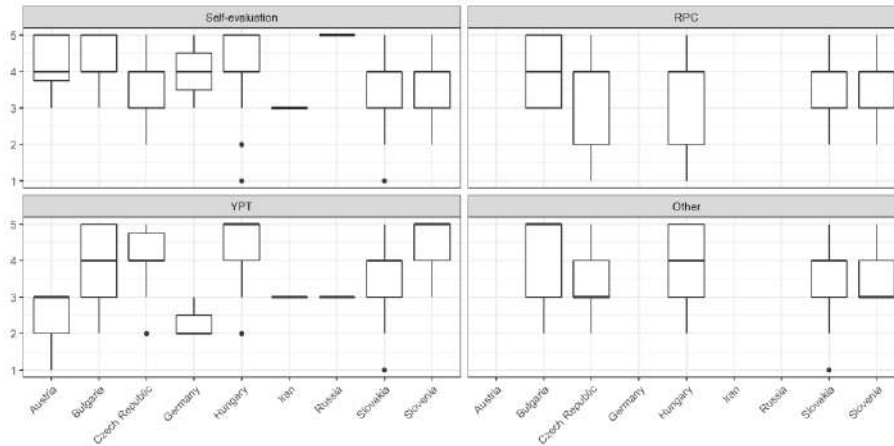 Self-evaluation
RPC
5
4
3
2
1
YPT
Other
5
4
3
2
1
Austria
Bulgaria
Czech Republic
Germany
Hungary
Iran
Russia
Slovakia
Slovenia
Austria
Bulgaria
Czech Republic
Germany
Hungary
Iran
Russia
Slovakia
Slovenia